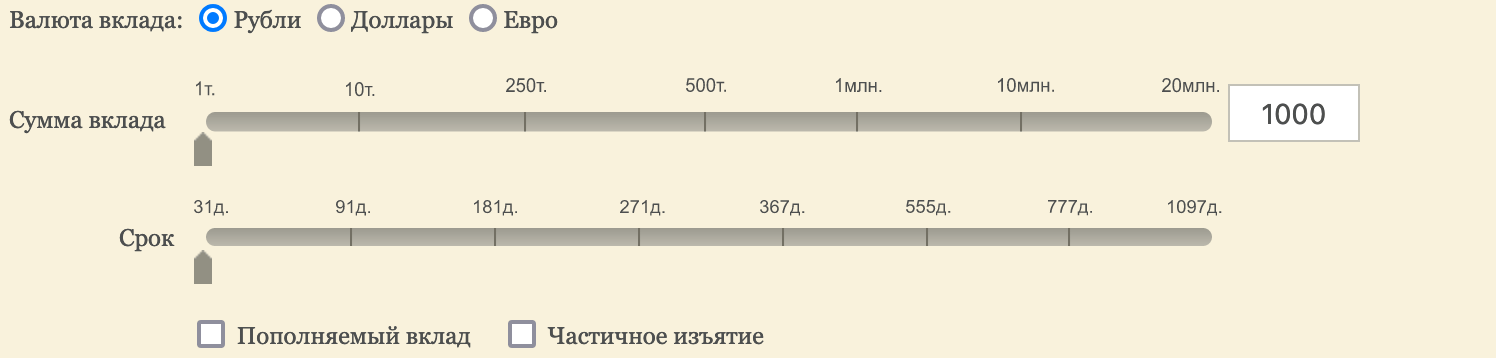 Валюта вклада: Рубли Доллары Евро
1т. 10т. 250т. 500т. 1млн. 10млн. 20млн.
Сумма вклада 1000
31д. 91д. 181д. 271д. 367д. 555д. 777д. 1097д.
Срок
Пополняемый вклад Частичное изъятие